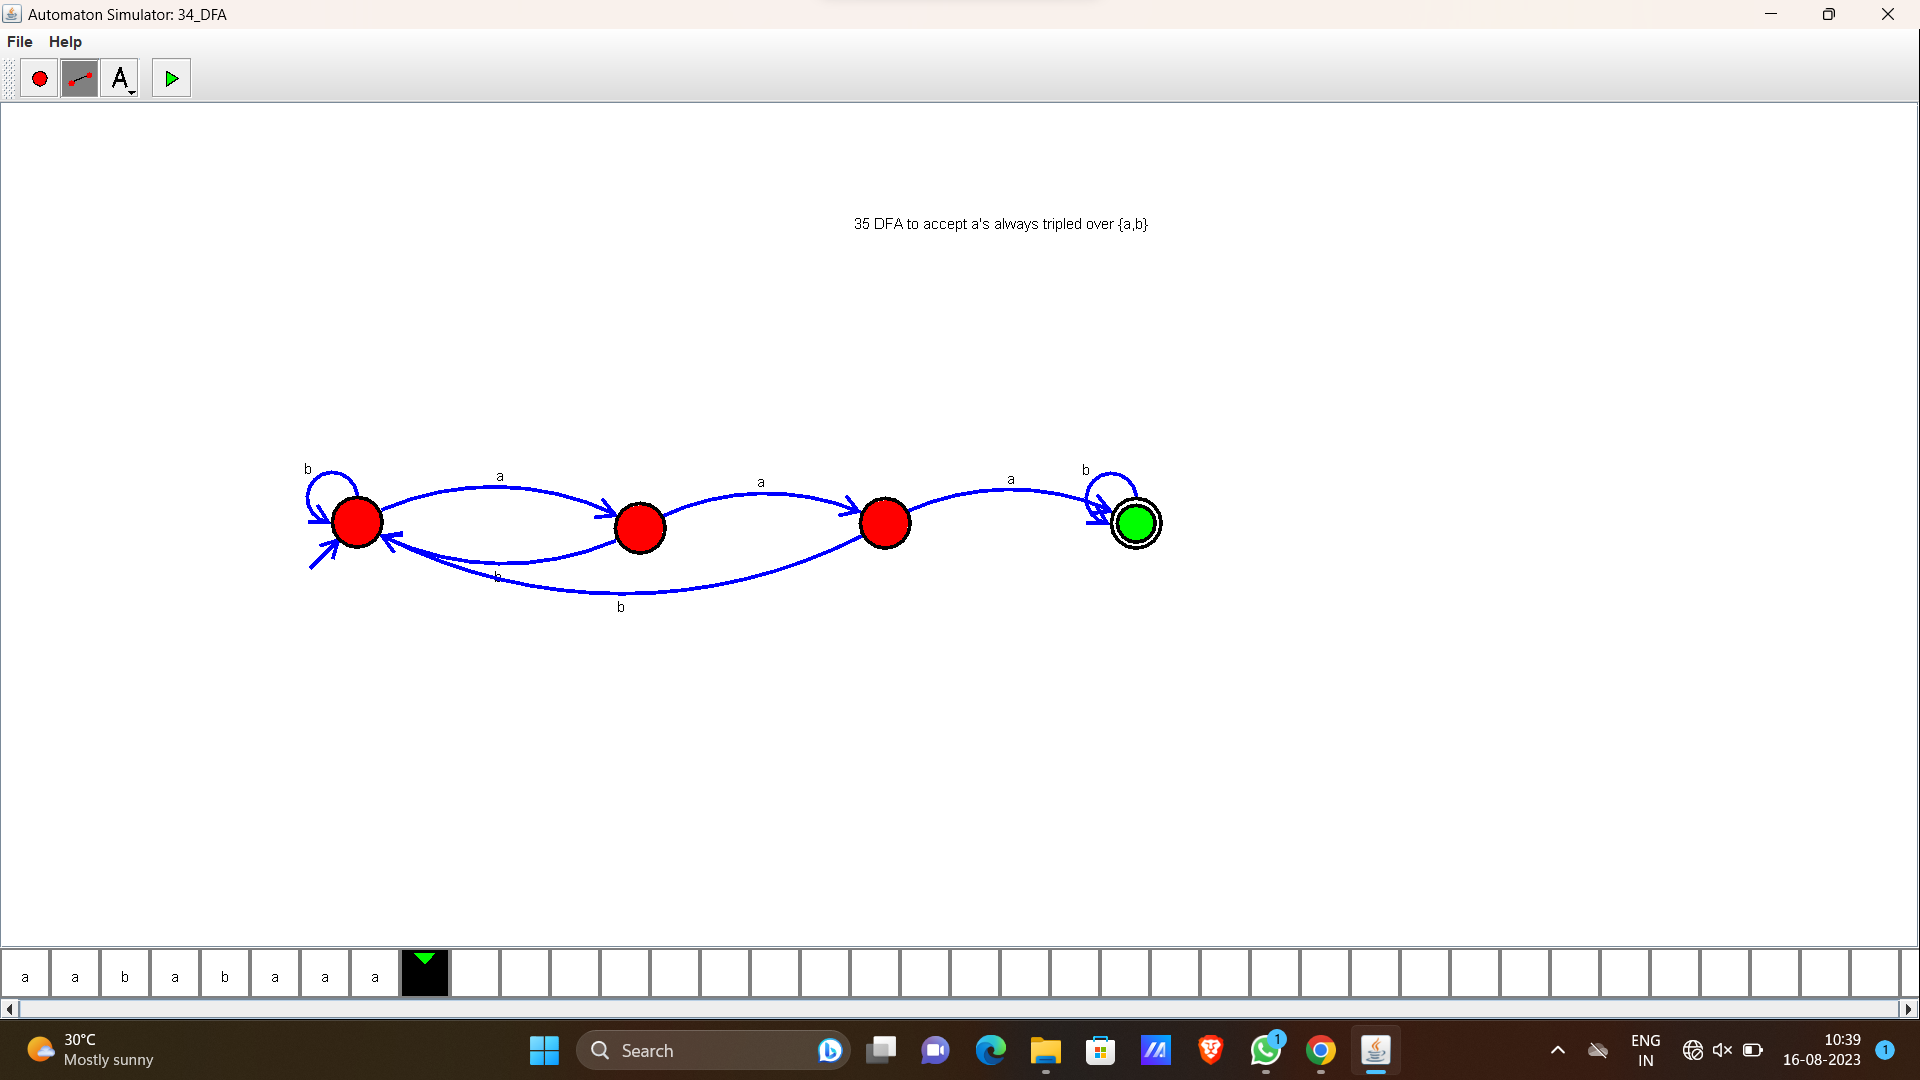 Automaton Simulator: 34_DFA
File Help
A
35 DFA to accept a's always tripled over {a,b}
b a a a b
b
b
a a b a b a a a
30°C
Mostly sunny
Search
1
ENG
IN
10:39
16-08-2023
1